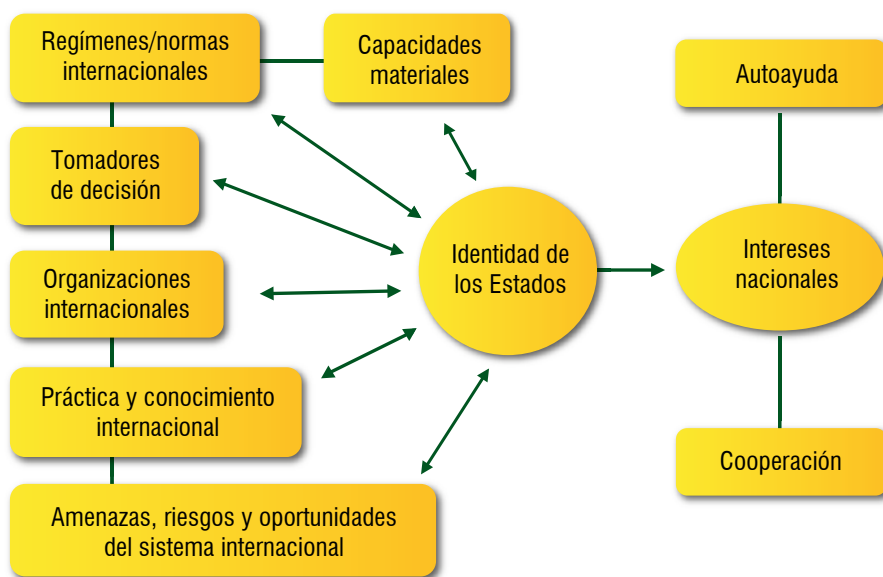 Regímenes/normas
internacionales
Capacidades
materiales
Autoayuda
Tomadores
de decisión
Identidad de
los Estados
Intereses
nacionales
Organizaciones
internacionales
Práctica y conocimiento
internacional
Cooperación
Amenazas, riesgos y oportunidades
del sistema internacional